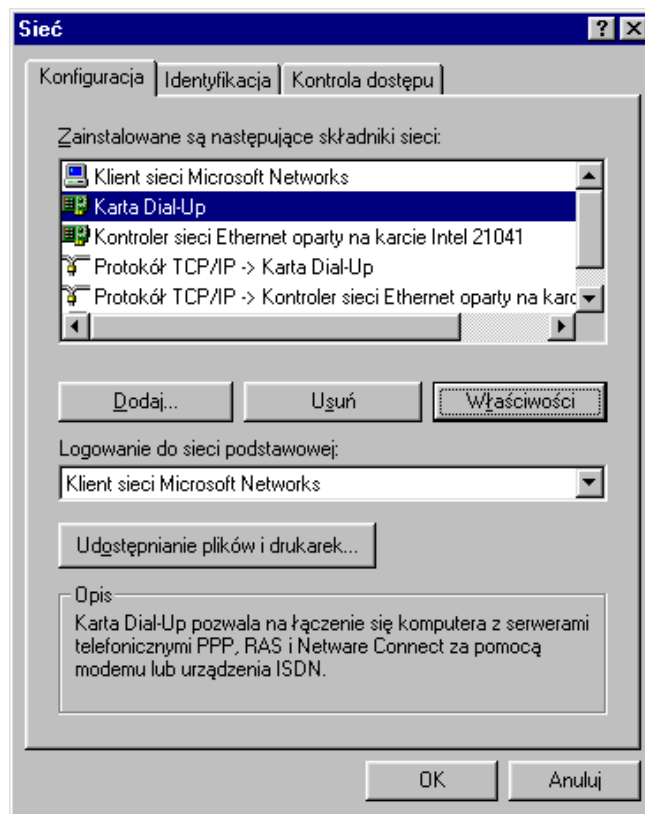 Sieć
Konfiguracja Identyfikacja Kontrola dostępu
Zainstalowane są następujące składniki sieci:
Klient sieci Microsoft Networks
Karta Dial-Up
Kontroler sieci Ethernet oparty na karcie Intel 21041
Protokół TCP/IP -> Karta Dial-Up
Protokół TCP/IP -> Kontroler sieci Ethernet oparty na karc
Dodaj... Usuń Właściwości
Logowanie do sieci podstawowej:
Klient sieci Microsoft Networks
Udostępnianie plików i drukarek...
Opis
Karta Dial-Up pozwala na łączenie się komputera z serwerami
telefonicznymi PPP, RAS i Netware Connect za pomocą
modemu lub urządzenia ISDN.
OK Anuluj